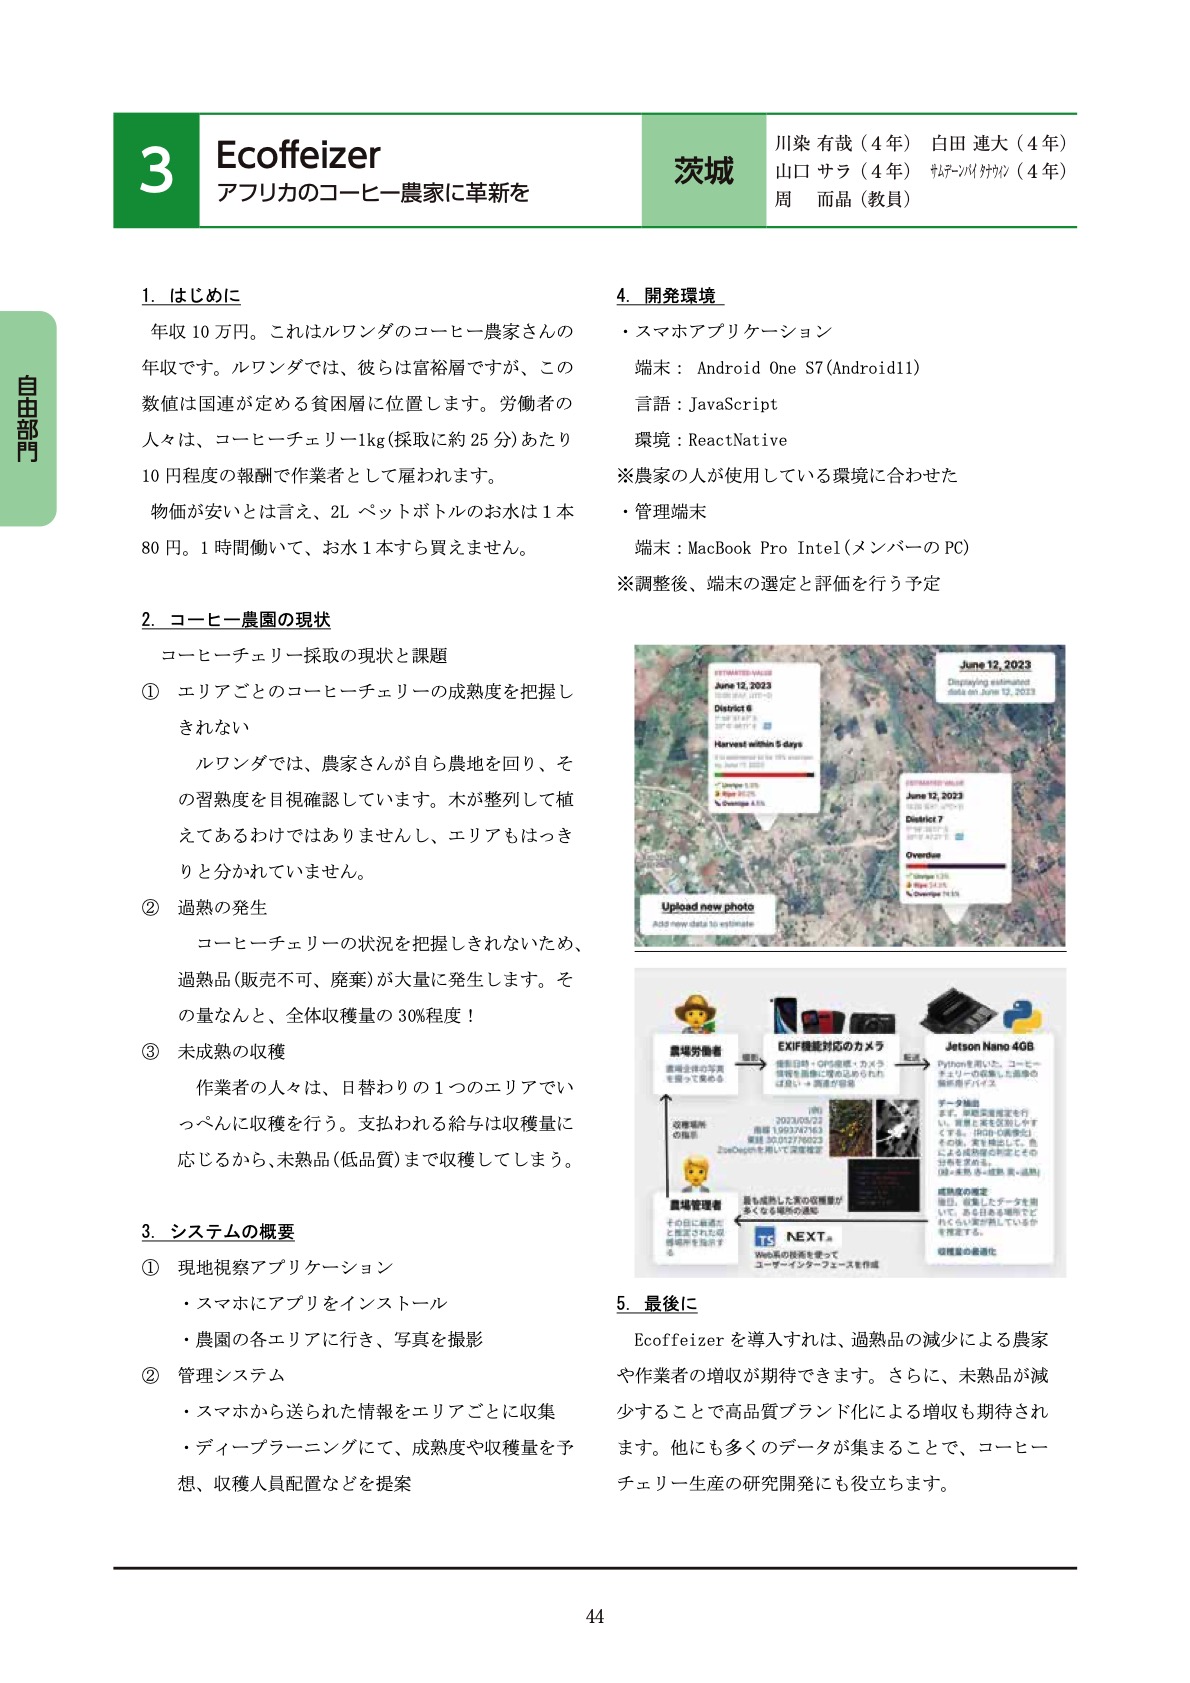 3
Ecoffeizer
アフリカのコーヒー農家に革新を
茨城
川染 有哉（４年） 白田 連大（４年）
山口 サラ（４年） ｻﾑﾃﾞｰﾝﾊﾟｲ ﾀﾅｳｨﾝ（４年）
周 而晶（教員）
自由部門
1. はじめに
年収 10 万円。これはルワンダのコーヒー農家さんの
年収です。ルワンダでは、彼らは富裕層ですが、この
数値は国連が定める貧困層に位置します。労働者の
人々は、コーヒーチェリー1kg(採取に約 25 分)あたり
10 円程度の報酬で作業者として雇われます。
物価が安いとは言え、2L ペットボトルのお水は１本
80 円。1 時間働いて、お水１本すら買えません。
2. コーヒー農園の現状
コーヒーチェリー採取の現状と課題
① エリアごとのコーヒーチェリーの成熟度を把握し
きれない
ルワンダでは、農家さんが自ら農地を回り、そ
の習熟度を目視確認しています。木が整列して植
えてあるわけではありませんし、エリアもはっき
りと分かれていません。
② 過熟の発生
コーヒーチェリーの状況を把握しきれないため、
過熟品(販売不可、廃棄)が大量に発生します。そ
の量なんと、全体収穫量の 30%程度！
③ 未成熟の収穫
作業者の人々は、日替わりの１つのエリアでい
っぺんに収穫を行う。支払われる給与は収穫量に
応じるから、未熟品(低品質)まで収穫してしまう。
3. システムの概要
① 現地視察アプリケーション
・スマホにアプリをインストール
・農園の各エリアに行き、写真を撮影
② 管理システム
・スマホから送られた情報をエリアごとに収集
・ディープラーニングにて、成熟度や収穫量を予
想、収穫人員配置などを提案
4. 開発環境
・スマホアプリケーション
端末： Android One S7(Android11)
言語：JavaScript
環境：ReactNative
※農家の人が使用している環境に合わせた
・管理端末
端末：MacBook Pro Intel(メンバーの PC)
※調整後、端末の選定と評価を行う予定
ESTIMATED VALUE
June 12, 2023
District 6
Harvest within 5 days
June 12, 2023
Displaying estimated
data on June 12, 2023
ESTIMATED VALUE
June 12, 2023
District 7
Overdue
Upload new photo
Add new data to estimate
農場労働者
農場全体の写真
を撮って集める
撮影
EXIF機能対応のカメラ
撮影日時・GPS座標・カメラ
情報を画像に埋め込められれ
ば良い → 調達が容易
転送
Jetson Nano 4GB
Pythonを用いた、コーヒー
チェリーの収集した画像の
解析用デバイス
データ抽出
まず、単眼深度推定を行
い、背景と実を区別しやす
くする。(RGB-D画像化)
その後、実を検出して、色
による成熟度の判定とその
分布を求める。
(緑=未熟 赤=成熟 黒=過熟)
成熟度の推定
後日、収集したデータを用
いて、ある日ある場所でど
れくらい実が熟しているか
を推定する。
収穫量の最適化
収穫場所
の指示
(例)
2023/05/22
南緯 1.993747163
東経 30.012776023
ZoeDepthを用いて深度推定
農場管理者
その日に最適だ
と推定された収
穫場所を指示す
る
最も成熟した実の収穫量が
多くなる場所の通知
TS
NEXT.JS
Web系の技術を使って
ユーザーインターフェースを作成
5. 最後に
Ecoffeizer を導入すれは、過熟品の減少による農家
や作業者の増収が期待できます。さらに、未熟品が減
少することで高品質ブランド化による増収も期待され
ます。他にも多くのデータが集まることで、コーヒー
チェリー生産の研究開発にも役立ちます。
44